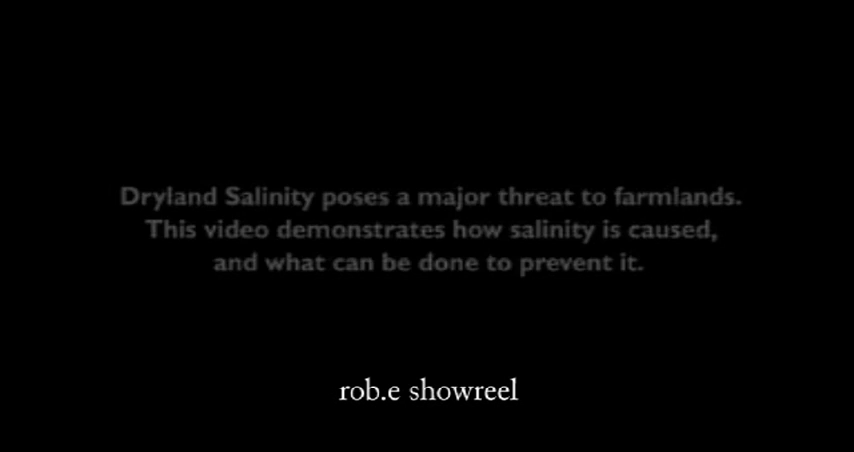 Dryland Salinity poses a major threat to farmlands.
This video demonstrates how salinity is caused,
and what can be done to prevent it.
rob.e showreel